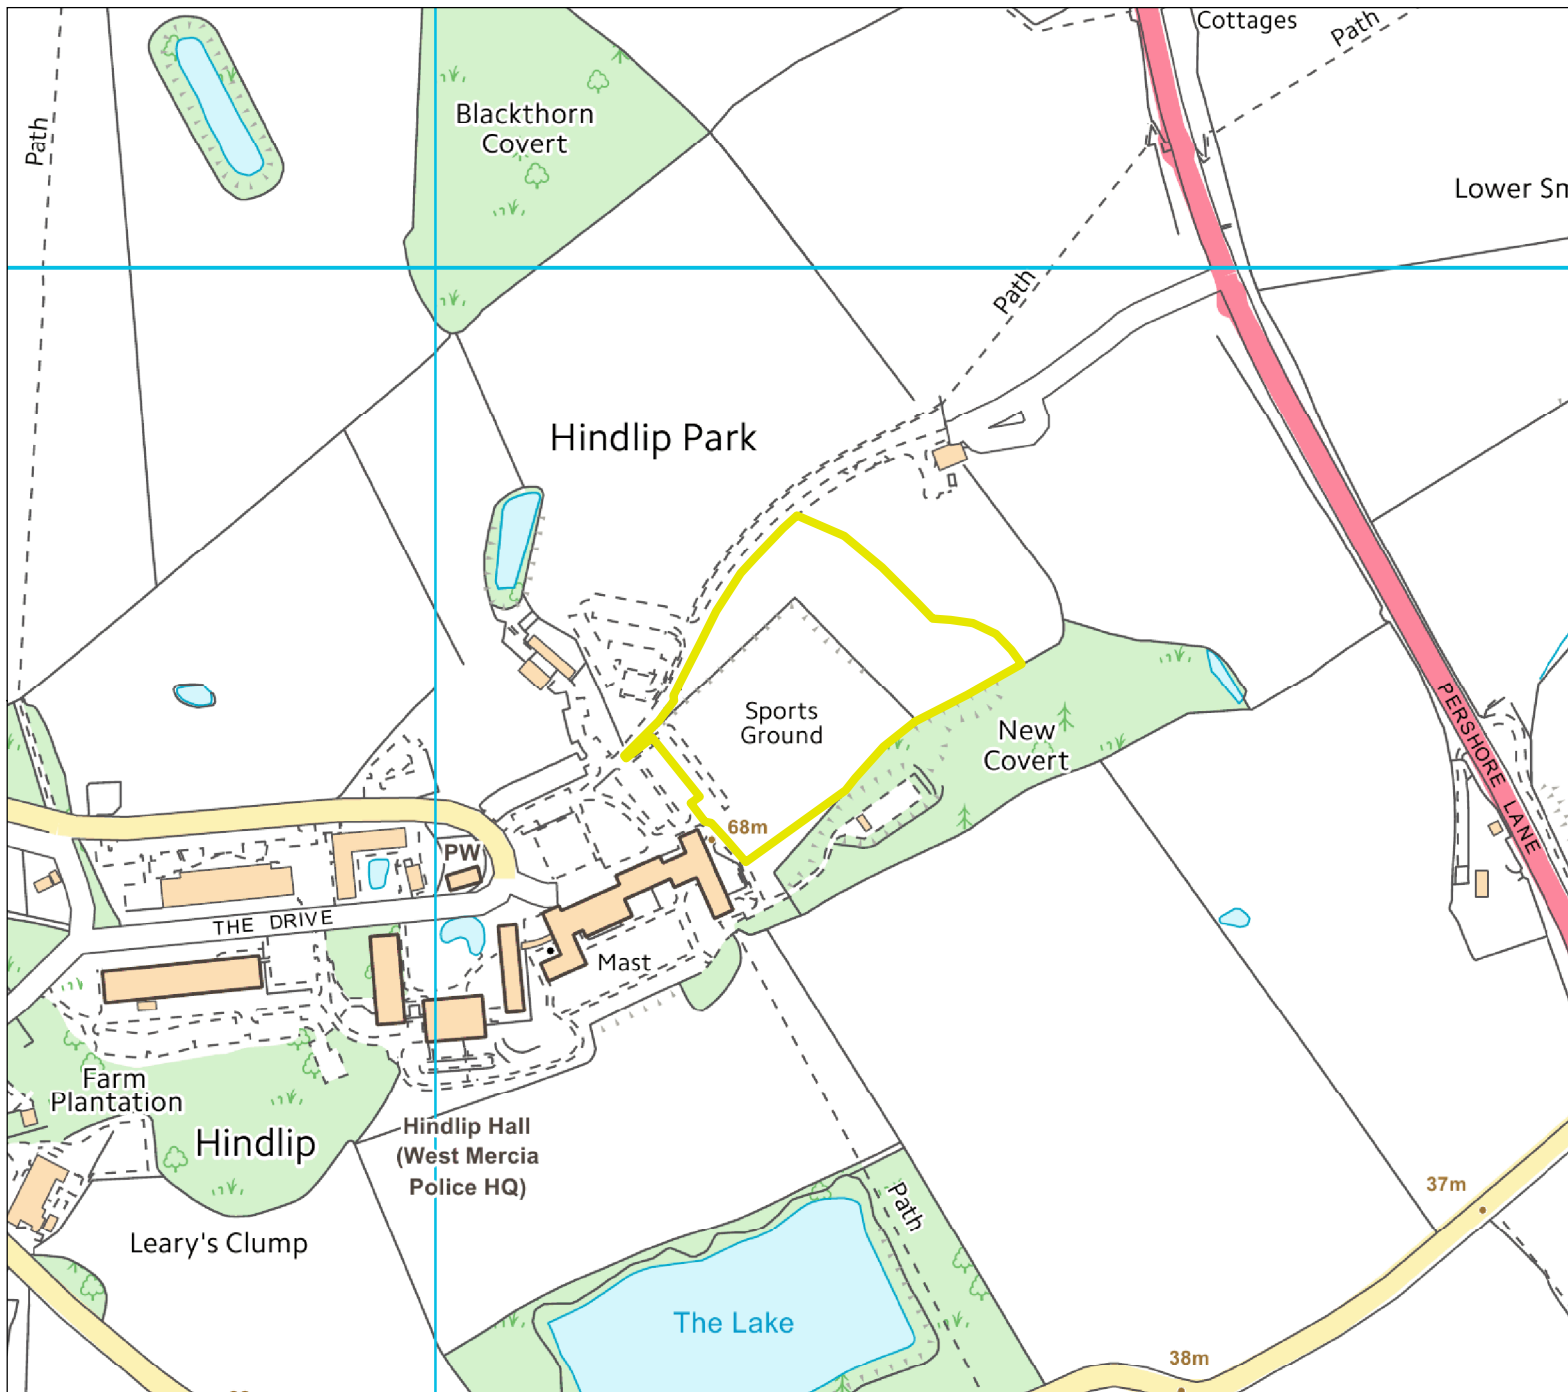 Cottages
Path
Path
Blackthorn
Covert
Lower Sm
Path
Hindlip Park
Sports
Ground
New
Covert
PERSHORE LANE
68m
PW
THE DRIVE
Mast
Farm
Plantation
Hindlip
Hindlip Hall
(West Mercia
Police HQ)
Path
37m
Leary's Clump
The Lake
38m